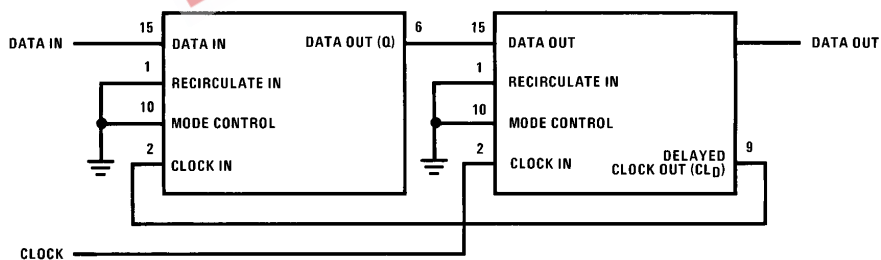 DATA IN
15
DATA IN
DATA OUT (Q)
6
1
RECIRCULATE IN
10
MODE CONTROL
2
CLOCK IN
15
DATA OUT
DATA OUT
1
RECIRCULATE IN
10
MODE CONTROL
2
CLOCK IN
DELAYED
CLOCK OUT (CLD)
9
CLOCK